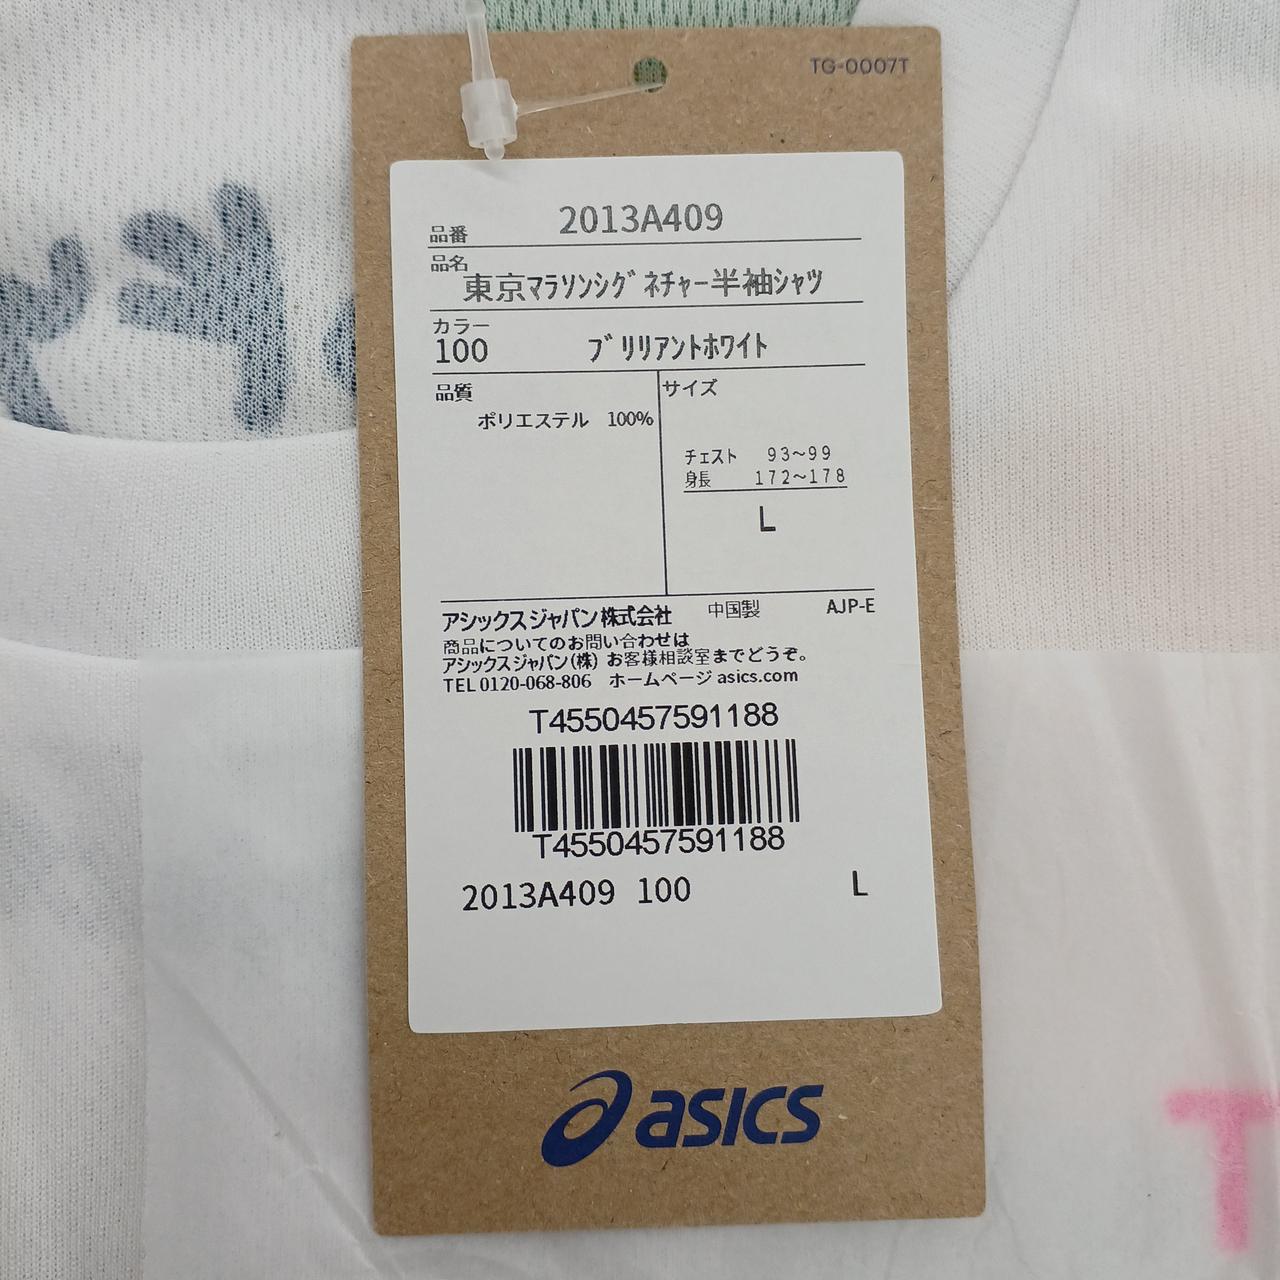 TG-0007T
品番 2013A409
品名 東京ﾏﾗｿﾝｼｸﾞﾈﾁｬｰ半袖ｼｬﾂ
カラー
100 ﾌﾞﾘﾘｱﾝﾄﾎﾜｲﾄ
品質
ポリエステル 100%
サイズ
チェスト 93~99
身長 172~178
L
アシックスジャパン株式会社 中国製 AJP-E
商品についてのお問い合わせは
アシックスジャパン(株) お客様相談室までどうぞ。
TEL 0120-068-806 ホームページ asics.com
T4550457591188
T4550457591188
2013A409 100 L
asics
T